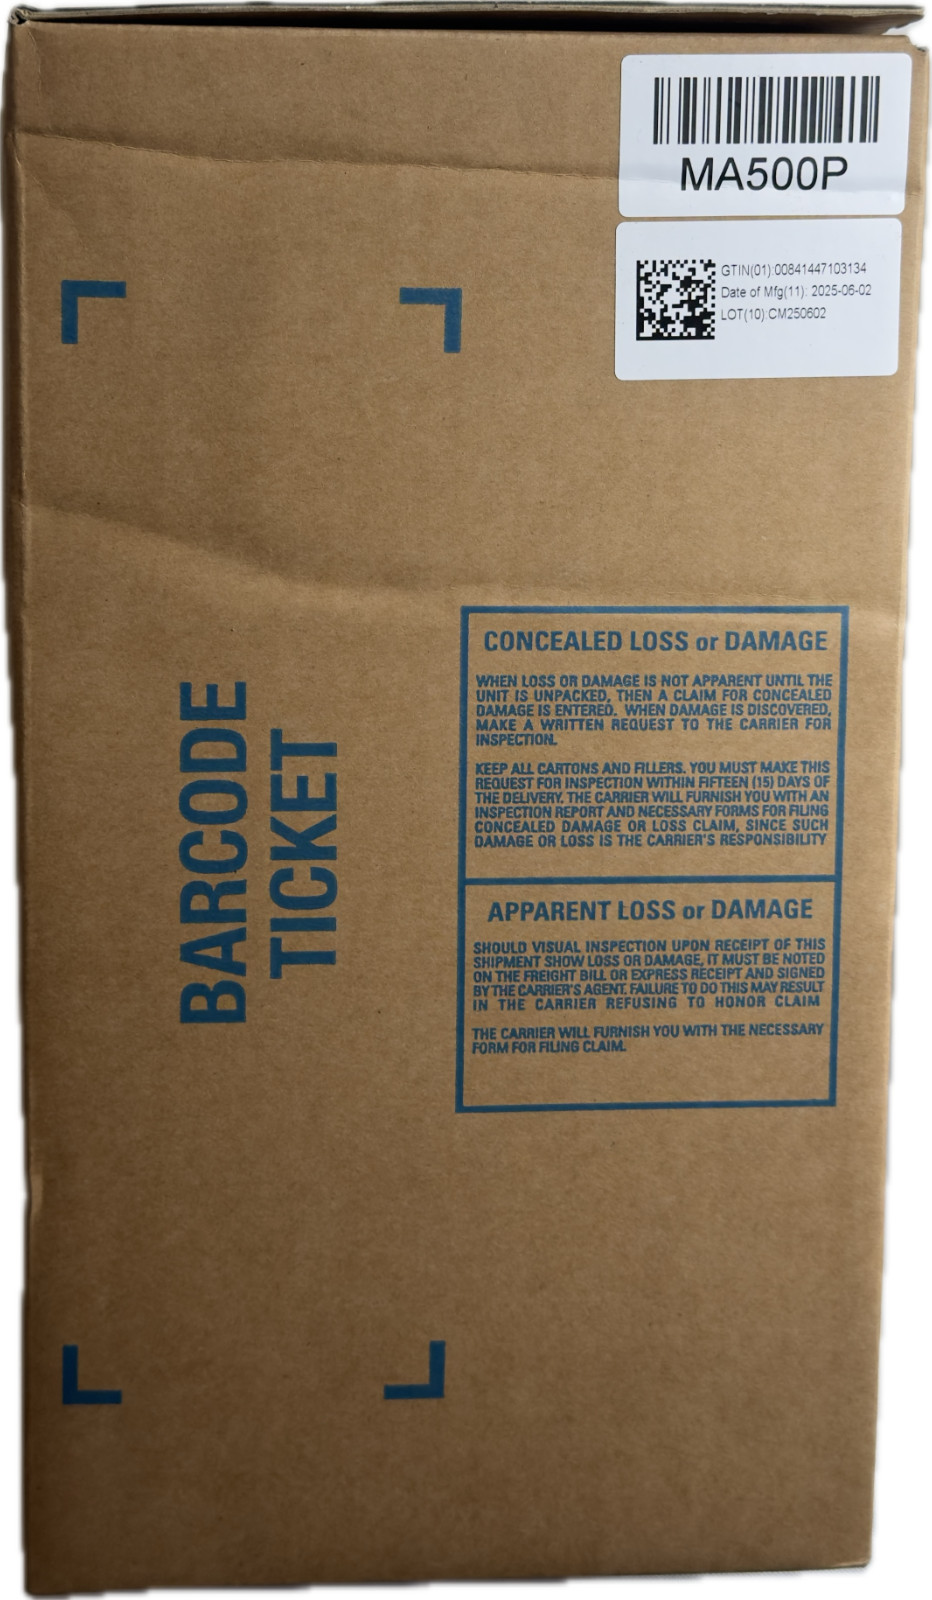 MA500P
GTIN(01):00841447103134
Date of Mfg(11): 2025-06-02
LOT(10):CM250602
BARCODE
TICKET
CONCEALED LOSS or DAMAGE
WHEN LOSS OR DAMAGE IS NOT APPARENT UNTIL THE
UNIT IS UNPACKED, THEN A CLAIM FOR CONCEALED
DAMAGE IS ENTERED. WHEN DAMAGE IS DISCOVERED,
MAKE A WRITTEN REQUEST TO THE CARRIER FOR
INSPECTION.
KEEP ALL CARTONS AND FILLERS. YOU MUST MAKE THIS
REQUEST FOR INSPECTION WITHIN FIFTEEN (15) DAYS OF
THE DELIVERY. THE CARRIER WILL FURNISH YOU WITH AN
INSPECTION REPORT AND NECESSARY FORMS FOR FILING
CONCEALED DAMAGE OR LOSS CLAIM, SINCE SUCH
DAMAGE OR LOSS IS THE CARRIER'S RESPONSIBILITY
APPARENT LOSS or DAMAGE
SHOULD VISUAL INSPECTION UPON RECEIPT OF THIS
SHIPMENT SHOW LOSS OR DAMAGE, IT MUST BE NOTED
ON THE FREIGHT BILL OR EXPRESS RECEIPT AND SIGNED
BY THE CARRIER'S AGENT. FAILURE TO DO THIS MAY RESULT
IN THE CARRIER REFUSING TO HONOR CLAIM
THE CARRIER WILL FURNISH YOU WITH THE NECESSARY
FORM FOR FILING CLAIM.